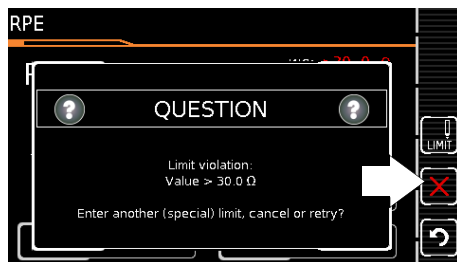 RPE
QUESTION
Limit violation:
Value > 30.0 Ω
Enter another (special) limit, cancel or retry?
LIMIT